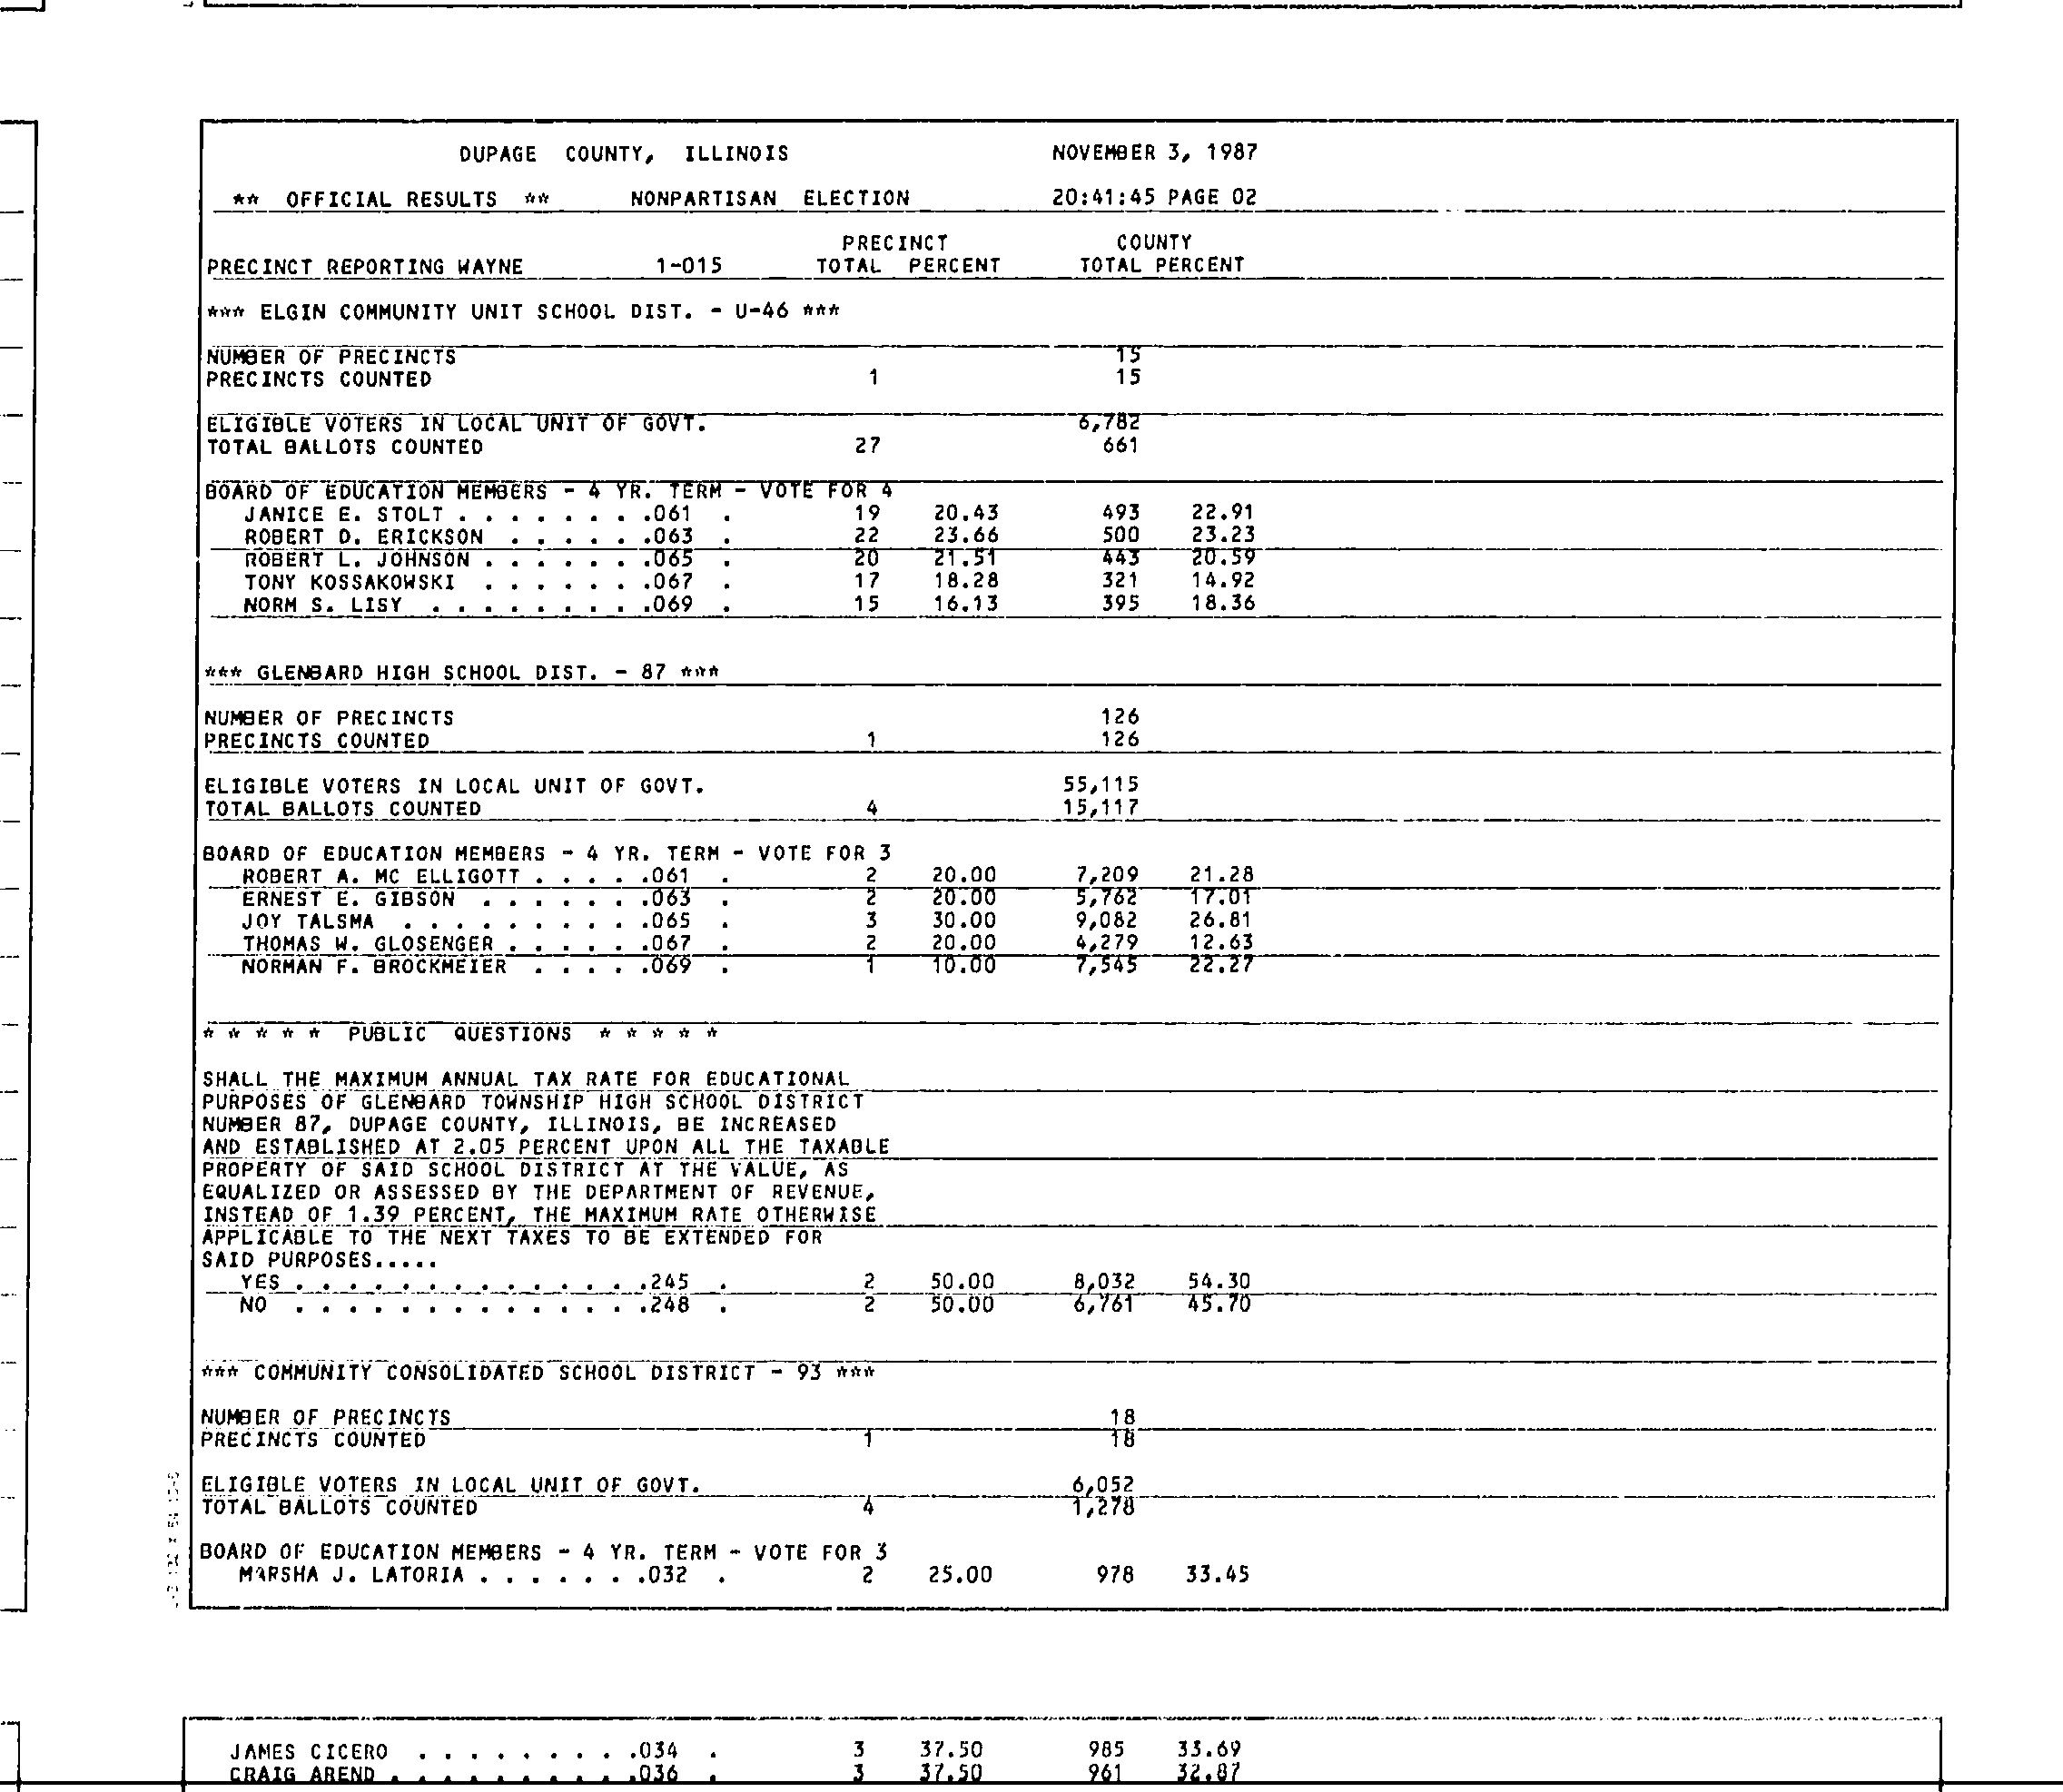 DUPAGE COUNTY, ILLINOIS NOVEMBER 3, 1987
** OFFICIAL RESULTS ** NONPARTISAN ELECTION 20:41:45 PAGE 02
PRECINCT COUNTY
PRECINCT REPORTING WAYNE 1-015 TOTAL PERCENT TOTAL PERCENT
*** ELGIN COMMUNITY UNIT SCHOOL DIST. - U-46 ***
NUMBER OF PRECINCTS 15
PRECINCTS COUNTED 1 15
ELIGIBLE VOTERS IN LOCAL UNIT OF GOVT. 6,782
TOTAL BALLOTS COUNTED 27 661
BOARD OF EDUCATION MEMBERS - 4 YR. TERM - VOTE FOR 4
JANICE E. STOLT . . . . . . . .061 . 19 20.43 493 22.91
ROBERT D. ERICKSON . . . . . .063 . 22 23.66 500 23.23
ROBERT L. JOHNSON . . . . . . .065 . 20 21.51 443 20.59
TONY KOSSAKOWSKI . . . . . . .067 . 17 18.28 321 14.92
NORM S. LISY . . . . . . . . .069 . 15 16.13 395 18.36
*** GLENBARD HIGH SCHOOL DIST. - 87 ***
NUMBER OF PRECINCTS 126
PRECINCTS COUNTED 1 126
ELIGIBLE VOTERS IN LOCAL UNIT OF GOVT. 55,115
TOTAL BALLOTS COUNTED 4 15,117
BOARD OF EDUCATION MEMBERS - 4 YR. TERM - VOTE FOR 3
ROBERT A. MC ELLIGOTT . . . . .061 . 2 20.00 7,209 21.28
ERNEST E. GIBSON . . . . . . .063 . 2 20.00 5,762 17.01
JOY TALSMA . . . . . . . . . .065 . 3 30.00 9,082 26.81
THOMAS W. GLOSENGER . . . . . .067 . 2 20.00 4,279 12.63
NORMAN F. BROCKMEIER . . . . .069 . 1 10.00 7,545 22.27
* * * * * PUBLIC QUESTIONS * * * * *
SHALL THE MAXIMUM ANNUAL TAX RATE FOR EDUCATIONAL
PURPOSES OF GLENBARD TOWNSHIP HIGH SCHOOL DISTRICT
NUMBER 87, DUPAGE COUNTY, ILLINOIS, BE INCREASED
AND ESTABLISHED AT 2.05 PERCENT UPON ALL THE TAXABLE
PROPERTY OF SAID SCHOOL DISTRICT AT THE VALUE, AS
EQUALIZED OR ASSESSED BY THE DEPARTMENT OF REVENUE,
INSTEAD OF 1.39 PERCENT, THE MAXIMUM RATE OTHERWISE
APPLICABLE TO THE NEXT TAXES TO BE EXTENDED FOR
SAID PURPOSES.....
YES . . . . . . . . . . . . . .245 . 2 50.00 8,032 54.30
NO . . . . . . . . . . . . . .248 . 2 50.00 6,761 45.70
*** COMMUNITY CONSOLIDATED SCHOOL DISTRICT - 93 ***
NUMBER OF PRECINCTS 18
PRECINCTS COUNTED 1 18
ELIGIBLE VOTERS IN LOCAL UNIT OF GOVT. 6,052
TOTAL BALLOTS COUNTED 4 1,278
BOARD OF EDUCATION MEMBERS - 4 YR. TERM - VOTE FOR 3
MARSHA J. LATORIA . . . . . . .032 . 2 25.00 978 33.45
JAMES CICERO . . . . . . . . .034 . 3 37.50 985 33.69
CRAIG AREND . . . . . . . . . .036 . 3 37.50 961 32.87